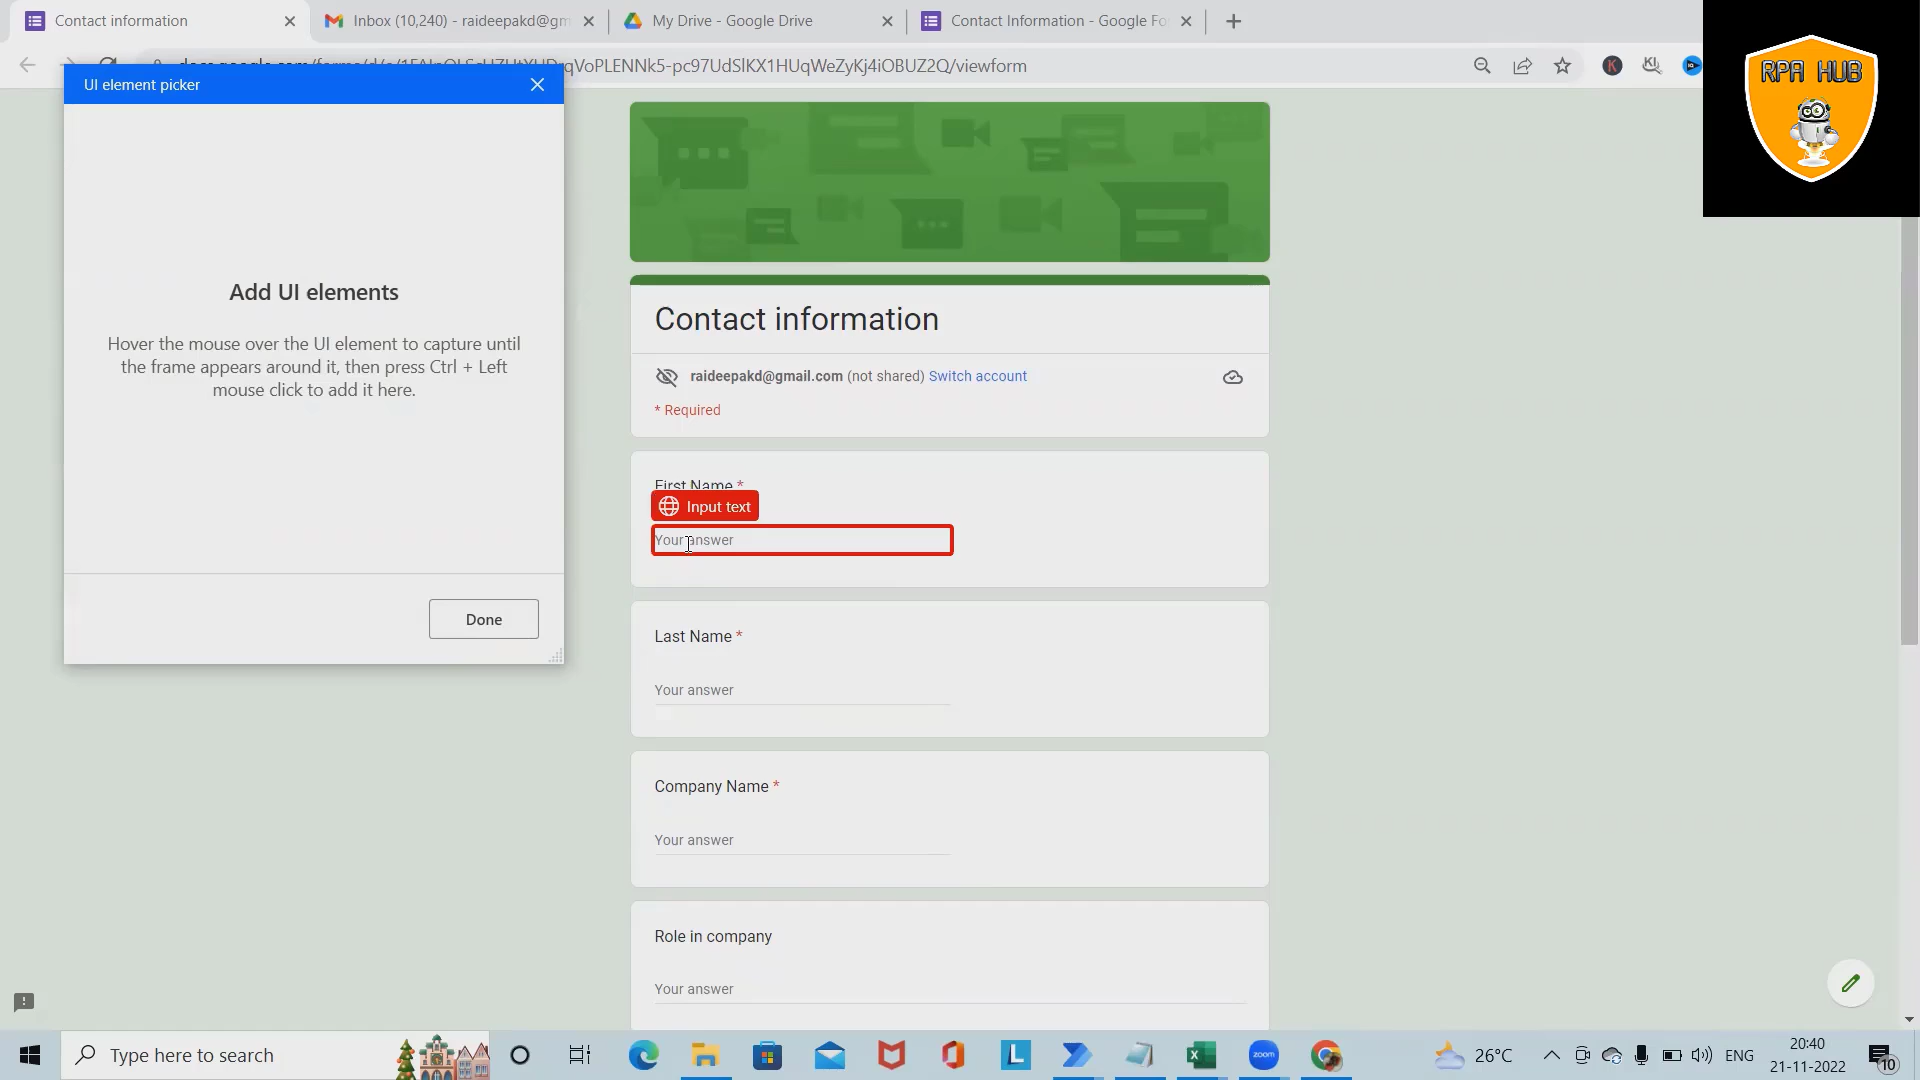 Contact information
Inbox (10,240) - raideepakd@gm
My Drive - Google Drive
Contact Information - Google Fo
qVoPLENNk5-pc97UdSlKX1HUqWeZyKj4iOBUZ2Q/viewform
RPA HUB
UI element picker
Add UI elements
Hover the mouse over the UI element to capture until
the frame appears around it, then press Ctrl + Left
mouse click to add it here.
Done
Contact information
raideepakd@gmail.com (not shared) Switch account
* Required
First Name *
Input text
Your answer
Last Name *
Your answer
Company Name *
Your answer
Role in company
Your answer
Type here to search
zoom
26°C
ENG
20:40
21-11-2022
10